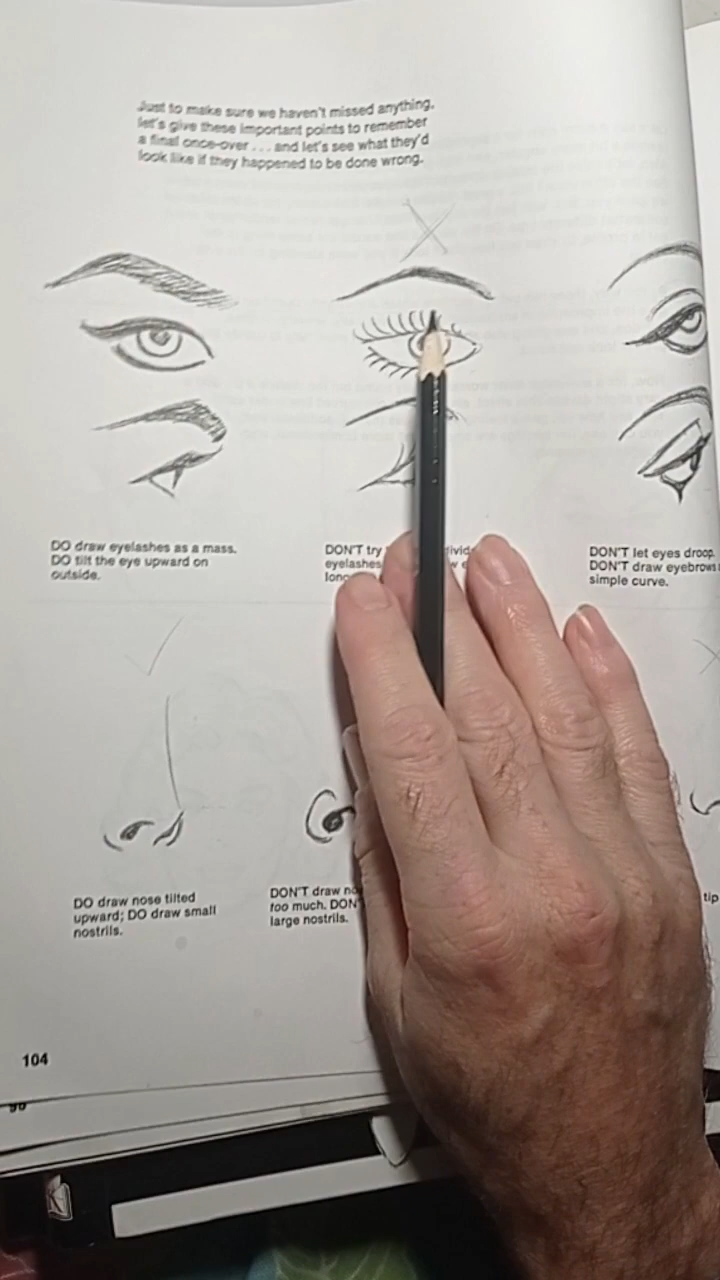 Just to make sure we haven't missed anything,
let's give these important points to remember
a final once-over . . . and let's see what they'd
look like if they happened to be done wrong.
DO draw eyelashes as a mass.
DO tilt the eye upward on
outside.
DON'T try
eyelashes
DON'T let eyes droop.
DON'T draw eyebrows
simple curve.
DO draw nose tilted
upward; DO draw small
nostrils.
DON'T draw
too much. DON'
large nostrils.
tip
104